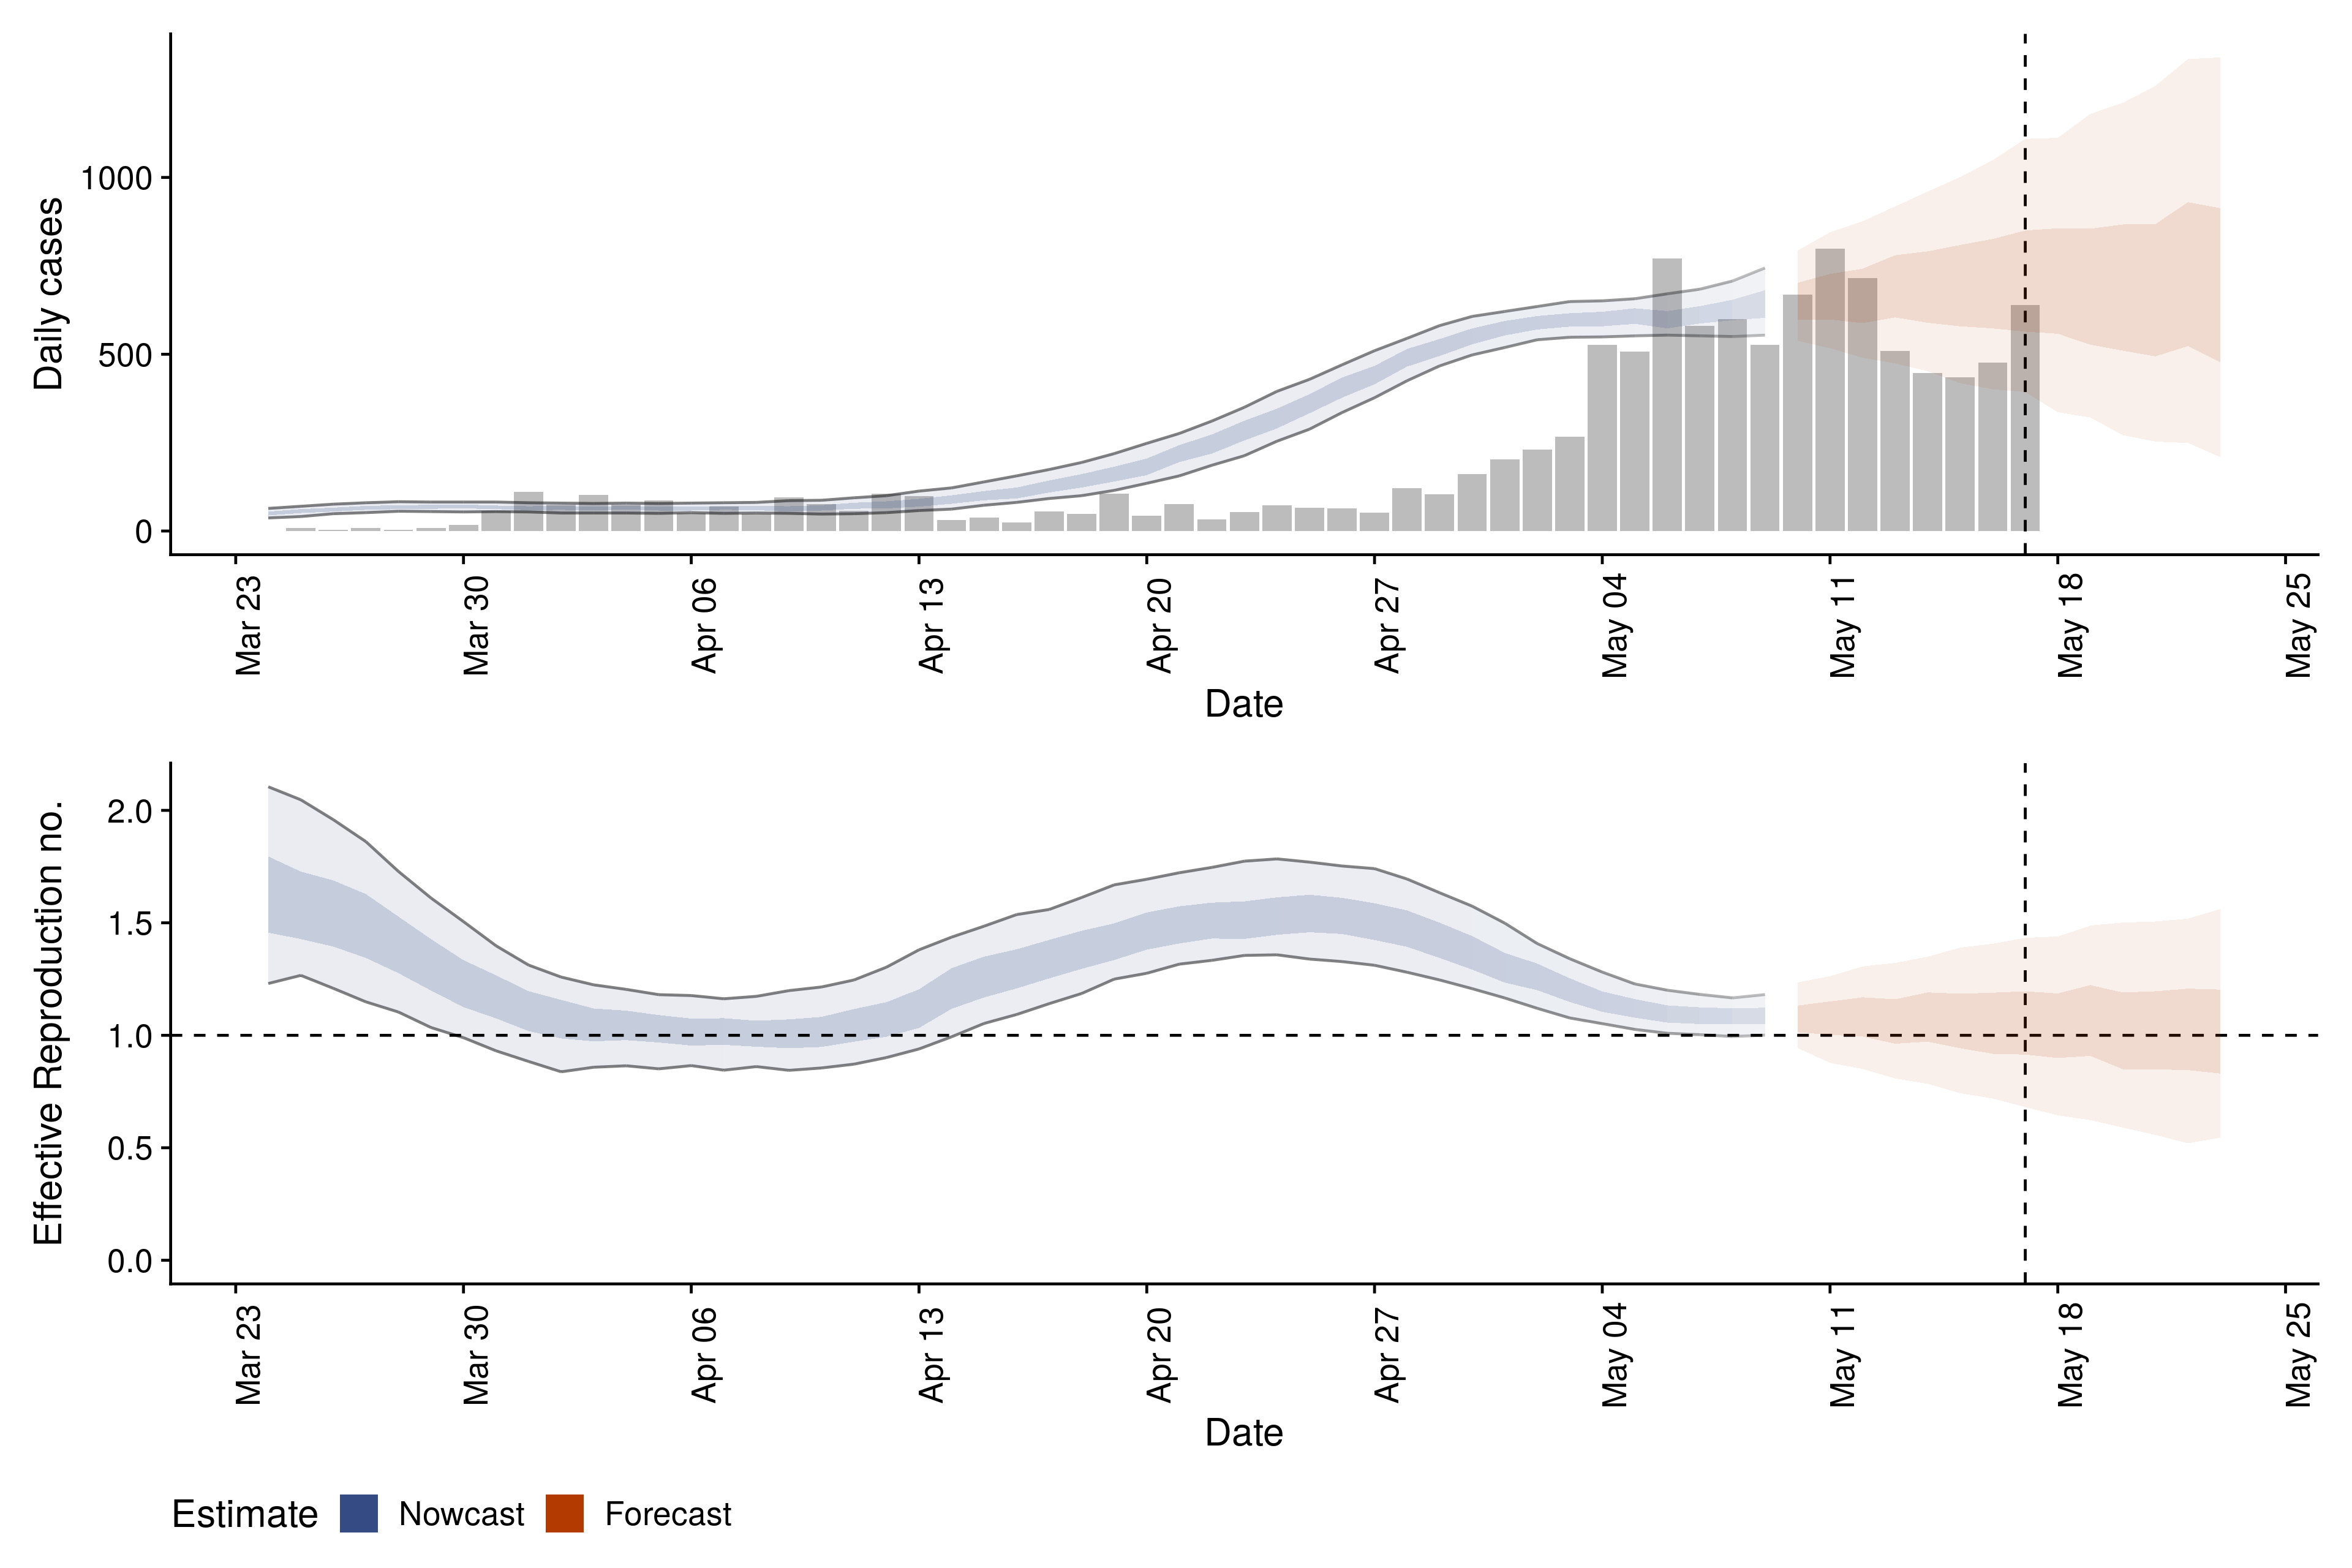 Daily cases
1000
500
0
Mar 23
Mar 30
Apr 06
Apr 13
Apr 20
Apr 27
May 04
May 11
May 18
May 25
Date
Effective Reproduction no.
2.0
1.5
1.0
0.5
0.0
Mar 23
Mar 30
Apr 06
Apr 13
Apr 20
Apr 27
May 04
May 11
May 18
May 25
Date
Estimate Nowcast Forecast